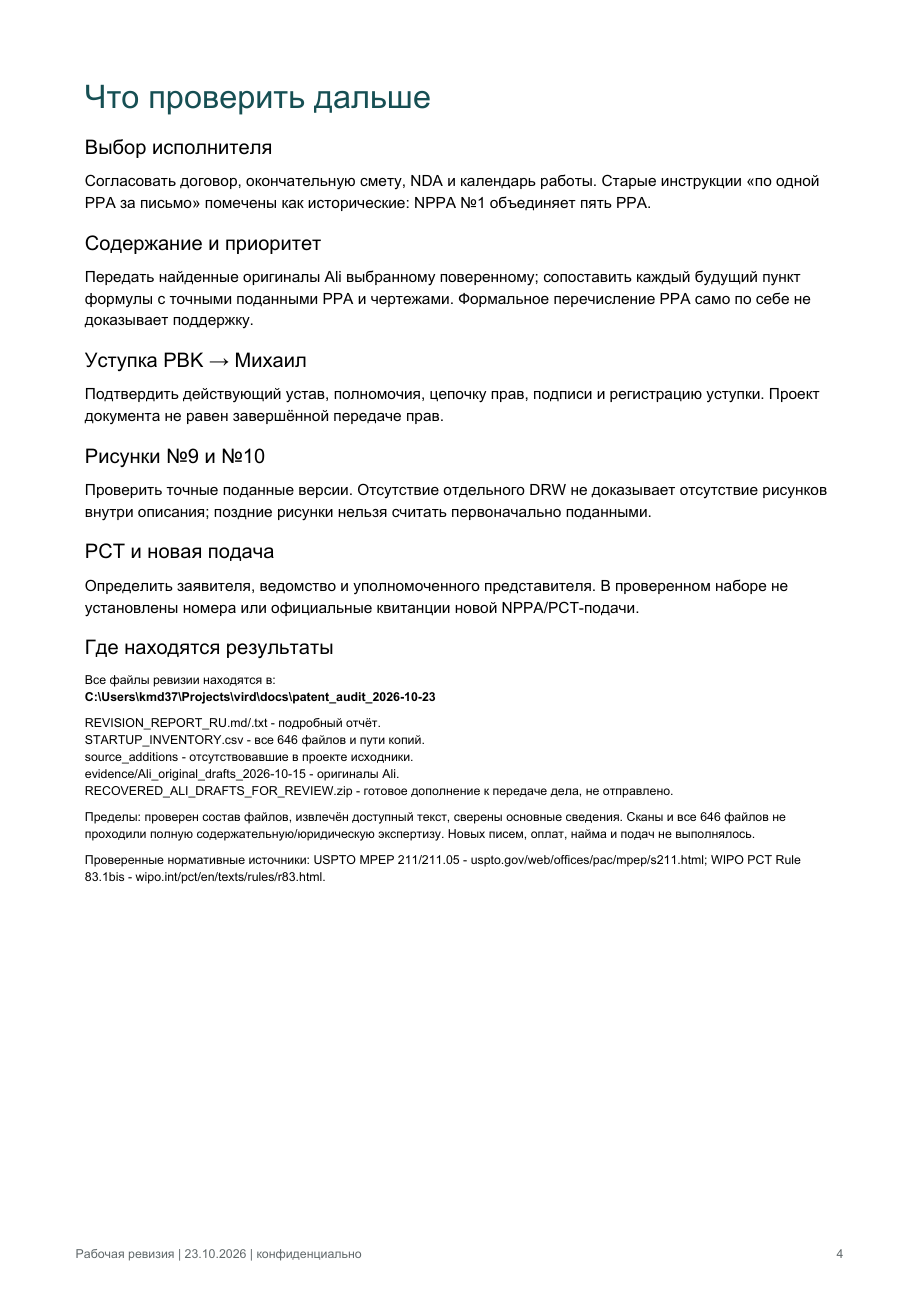 Что проверить дальше
Выбор исполнителя
Согласовать договор, окончательную смету, NDA и календарь работы. Старые инструкции «по одной
PPA за письмо» помечены как исторические: NPPA №1 объединяет пять PPA.
Содержание и приоритет
Передать найденные оригиналы Ali выбранному поверенному; сопоставить каждый будущий пункт
формулы с точными поданными PPA и чертежами. Формальное перечисление PPA само по себе не
доказывает поддержку.
Уступка PBK → Михаил
Подтвердить действующий устав, полномочия, цепочку прав, подписи и регистрацию уступки. Проект
документа не равен завершённой передаче прав.
Рисунки №9 и №10
Проверить точные поданные версии. Отсутствие отдельного DRW не доказывает отсутствие рисунков
внутри описания; поздние рисунки нельзя считать первоначально поданными.
PCT и новая подача
Определить заявителя, ведомство и уполномоченного представителя. В проверенном наборе не
установлены номера или официальные квитанции новой NPPA/PCT-подачи.
Где находятся результаты
Все файлы ревизии находятся в:
C:\Users\kmd37\Projects\vird\docs\patent_audit_2026-10-23
REVISION_REPORT_RU.md/.txt - подробный отчёт.
STARTUP_INVENTORY.csv - все 646 файлов и пути копий.
source_additions - отсутствовавшие в проекте исходники.
evidence/Ali_original_drafts_2026-10-15 - оригиналы Ali.
RECOVERED_ALI_DRAFTS_FOR_REVIEW.zip - готовое дополнение к передаче дела, не отправлено.
Пределы: проверен состав файлов, извлечён доступный текст, сверены основные сведения. Сканы и все 646 файлов не
проходили полную содержательную/юридическую экспертизу. Новых писем, оплат, найма и подач не выполнялось.
Проверенные нормативные источники: USPTO MPEP 211/211.05 - uspto.gov/web/offices/pac/mpep/s211.html; WIPO PCT Rule
83.1bis - wipo.int/pct/en/texts/rules/r83.html.
Рабочая ревизия | 23.10.2026 | конфиденциально
4